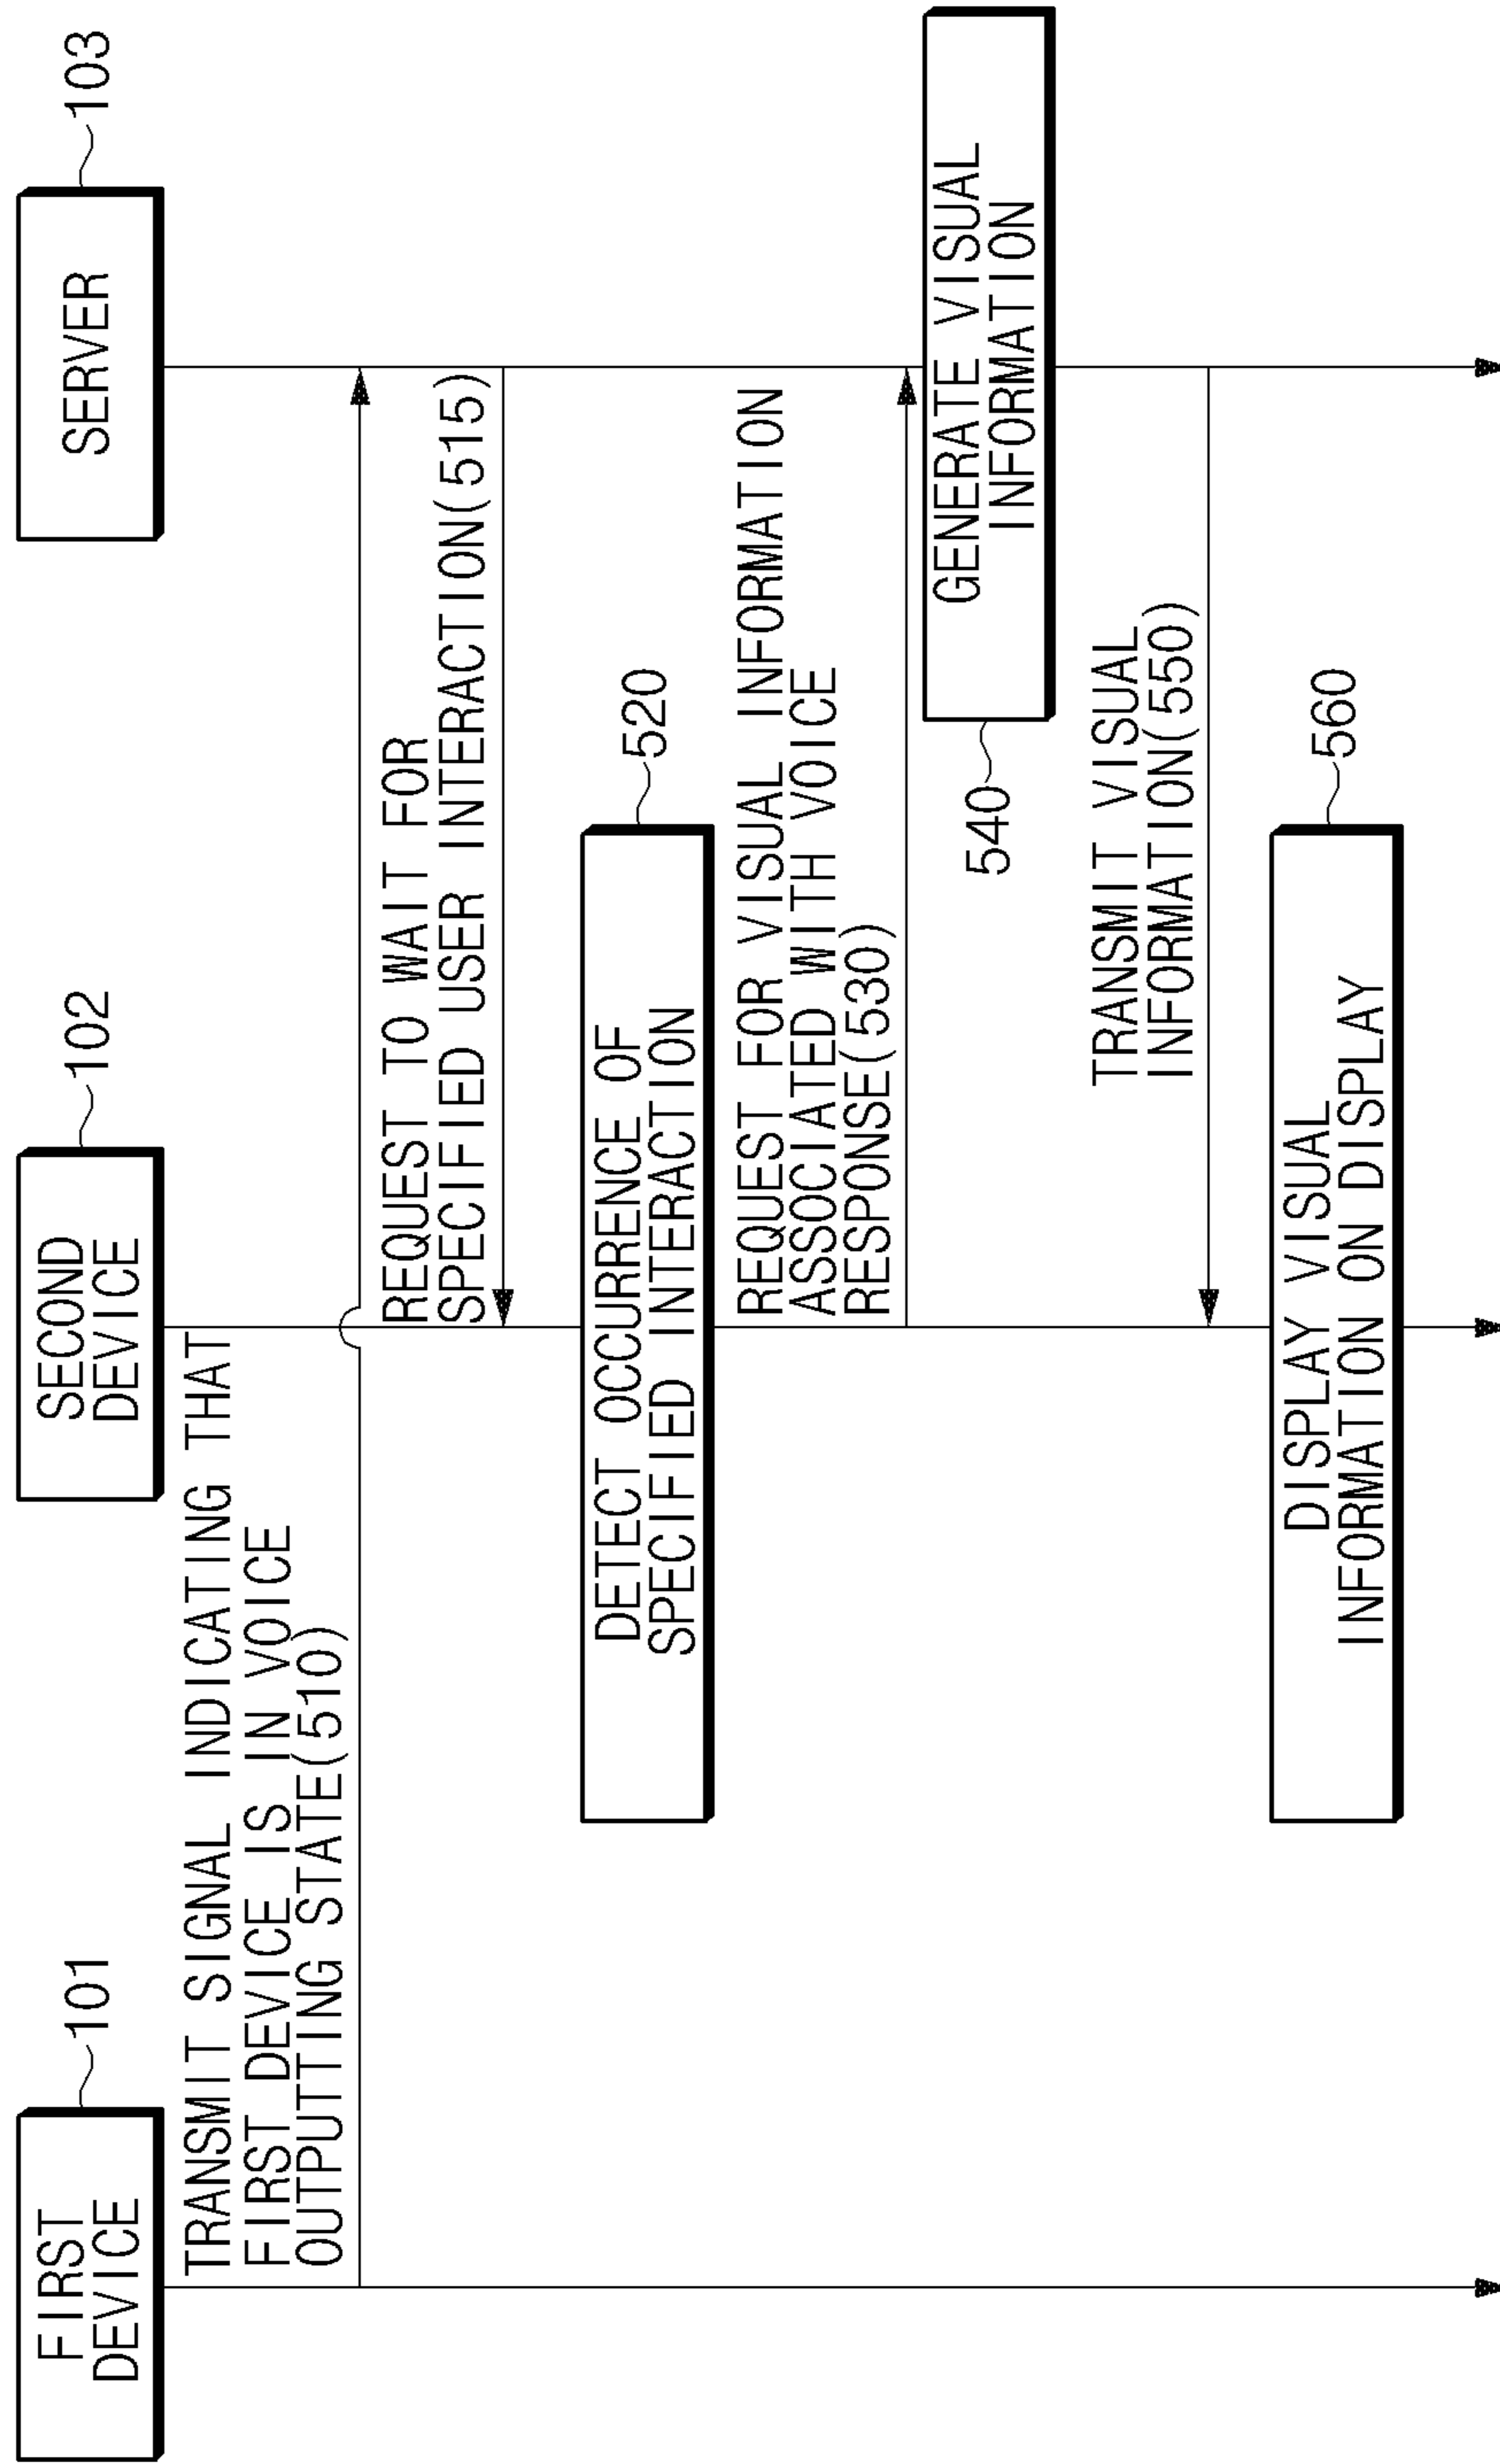 FIRST
DEVICE
101
SECOND
DEVICE
102
SERVER
103
TRANSMIT SIGNAL INDICATING THAT
FIRST DEVICE IS IN VOICE
OUTPUTTING STATE(510)
REQUEST TO WAIT FOR
SPECIFIED USER INTERACTION(515)
DETECT OCCURRENCE OF
SPECIFIED INTERACTION
520
REQUEST FOR VISUAL INFORMATION
ASSOCIATED WITH VOICE
RESPONSE(530)
GENERATE VISUAL
INFORMATION
540
TRANSMIT VISUAL
INFORMATION(550)
DISPLAY VISUAL
INFORMATION ON DISPLAY
560